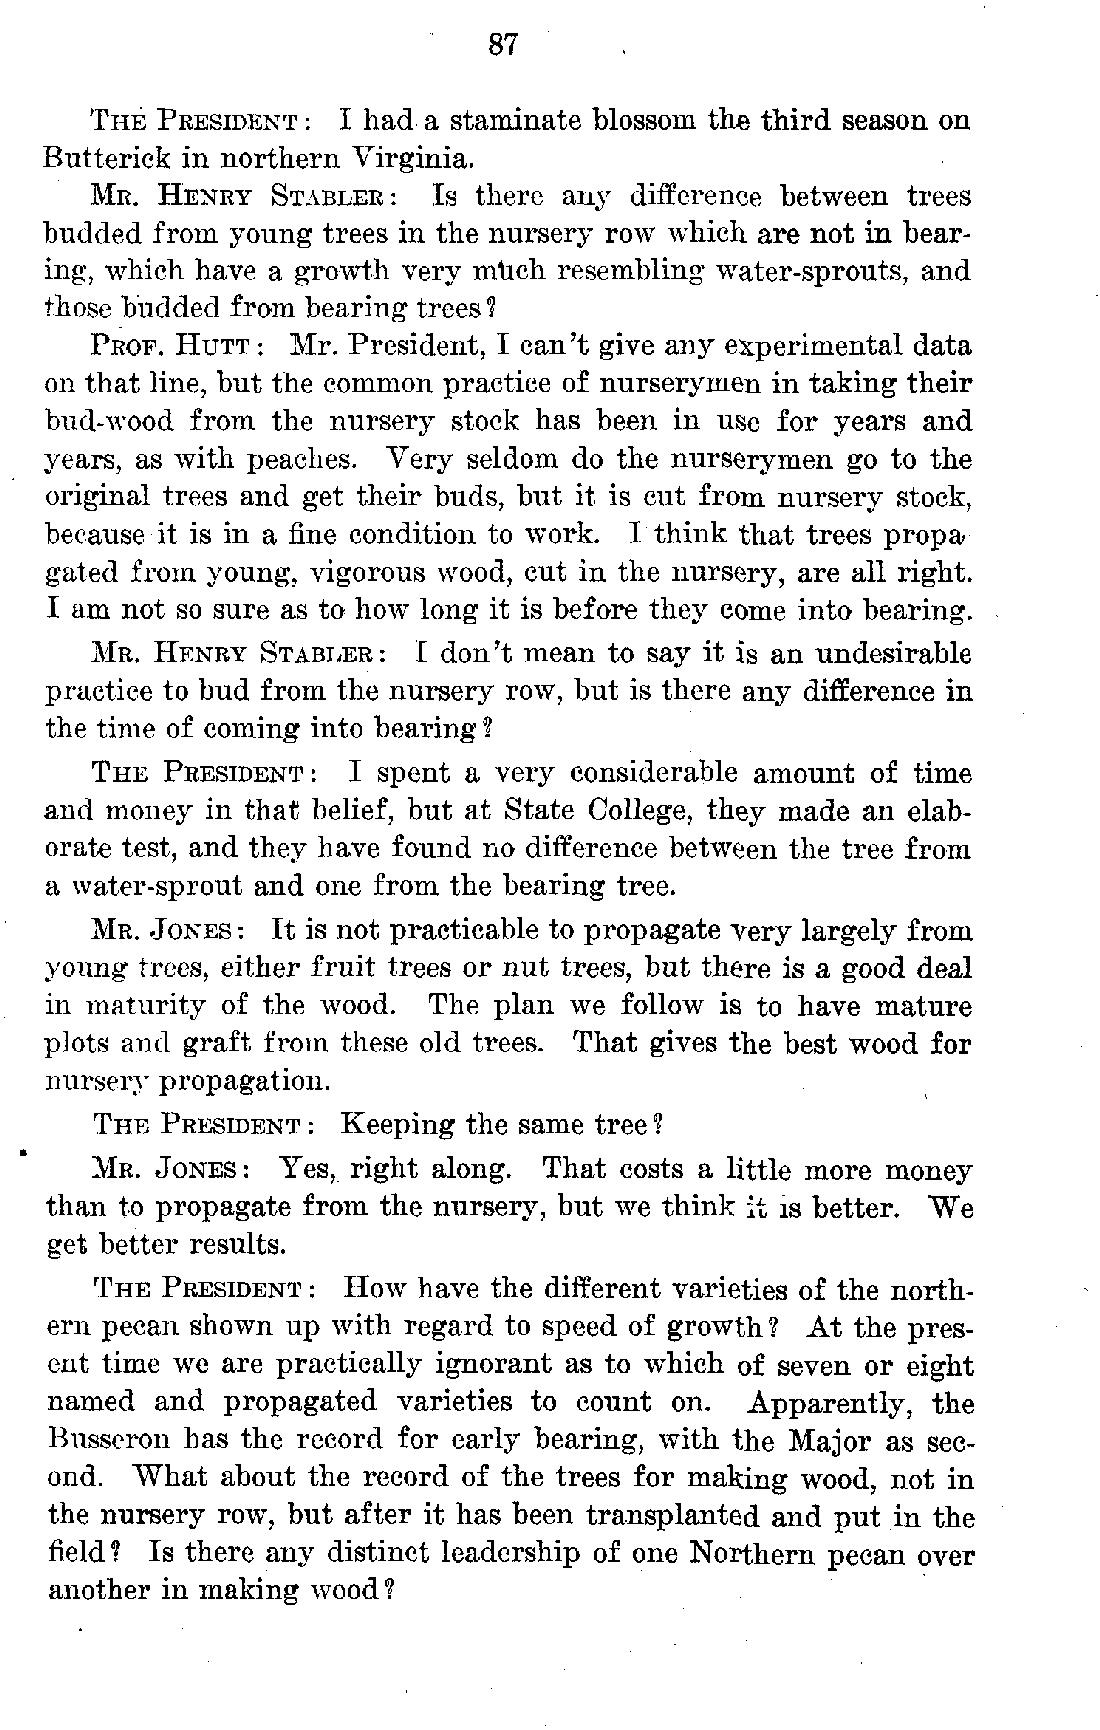 87
THE PRESIDENT: I had a staminate blossom the third season on
Butterick in northern Virginia.
MR. HENRY STABLER: Is there any difference between trees
budded from young trees in the nursery row which are not in bear-
ing, which have a growth very much resembling water-sprouts, and
those budded from bearing trees?
PROF. HUTT: Mr. President, I can't give any experimental data
on that line, but the common practice of nurserymen in taking their
bud-wood from the nursery stock has been in use for years and
years, as with peaches. Very seldom do the nurserymen go to the
original trees and get their buds, but it is cut from nursery stock,
because it is in a fine condition to work. I think that trees propa-
gated from young, vigorous wood, cut in the nursery, are all right.
I am not so sure as to how long it is before they come into bearing.
MR. HENRY STABLER: I don't mean to say it is an undesirable
practice to bud from the nursery row, but is there any difference in
the time of coming into bearing?
THE PRESIDENT: I spent a very considerable amount of time
and money in that belief, but at State College, they made an elab-
orate test, and they have found no difference between the tree from
a water-sprout and one from the bearing tree.
MR. JONES: It is not practicable to propagate very largely from
young trees, either fruit trees or nut trees, but there is a good deal
in maturity of the wood. The plan we follow is to have mature
plots and graft from these old trees. That gives the best wood for
nursery propagation.
THE PRESIDENT: Keeping the same tree?
MR. JONES: Yes, right along. That costs a little more money
than to propagate from the nursery, but we think it is better. We
get better results.
THE PRESIDENT: How have the different varieties of the north-
ern pecan shown up with regard to speed of growth? At the pres-
ent time we are practically ignorant as to which of seven or eight
named and propagated varieties to count on. Apparently, the
Busseron has the record for early bearing, with the Major as sec-
ond. What about the record of the trees for making wood, not in
the nursery row, but after it has been transplanted and put in the
field? Is there any distinct leadership of one Northern pecan over
another in making wood?